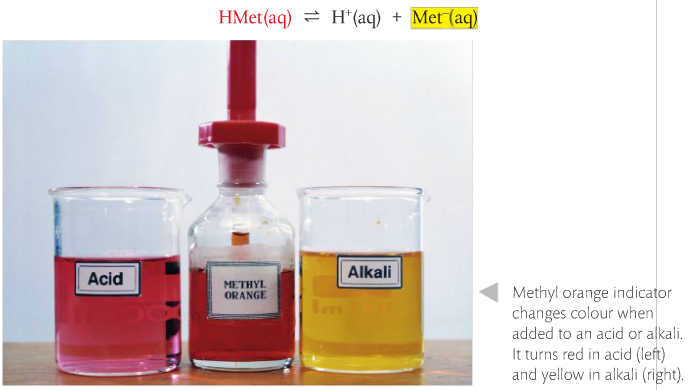 HMet(aq) ⇌ H⁺(aq) + Met⁻(aq)
Acid
METHYL
ORANGE
Alkali
Methyl orange indicator
changes colour when
added to an acid or alkali.
It turns red in acid (left)
and yellow in alkali (right).